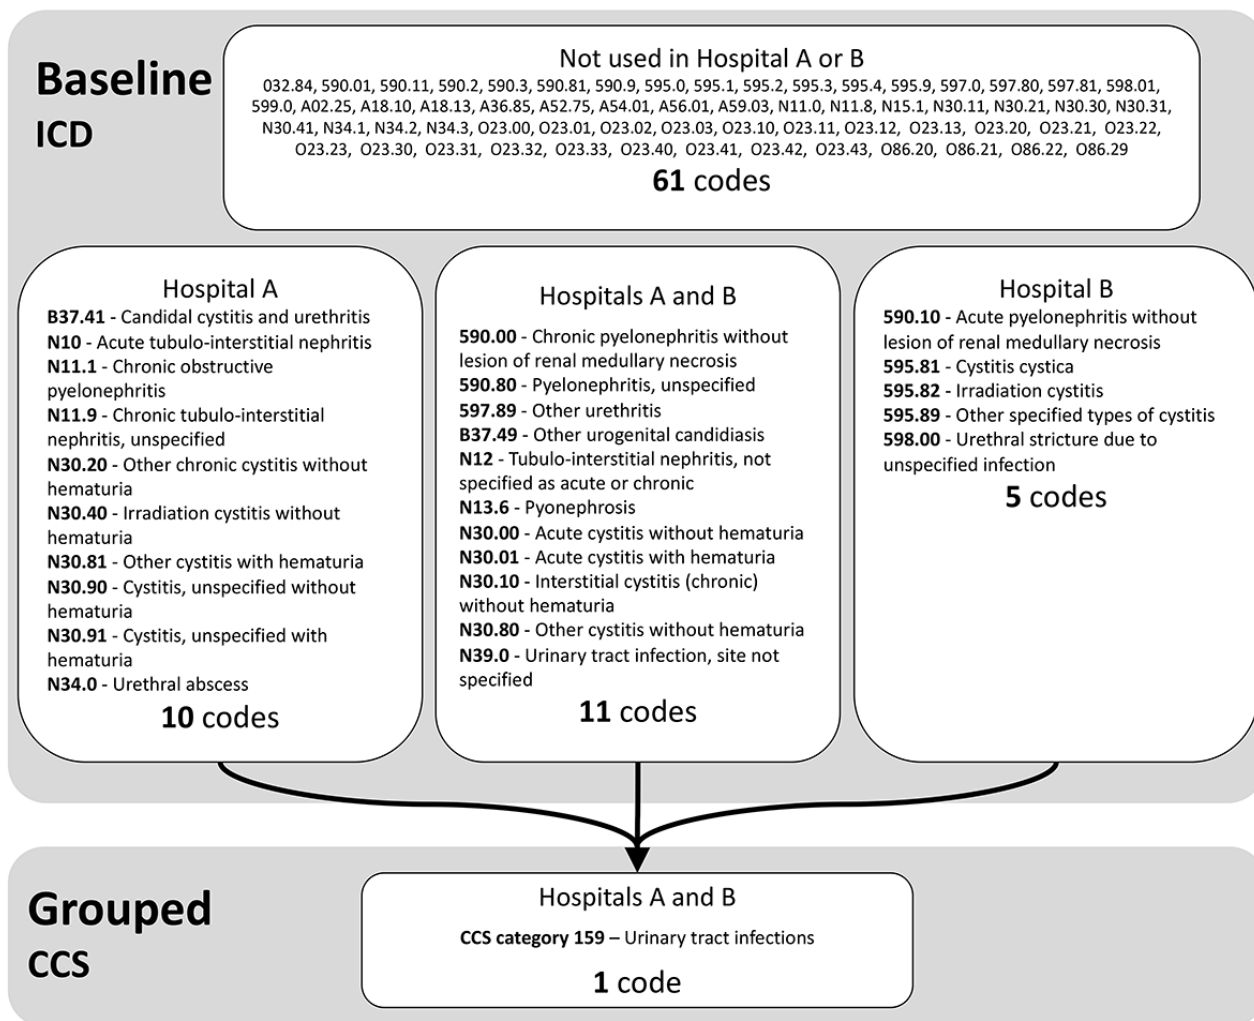 Baseline
ICD
Not used in Hospital A or B
032.84, 590.01, 590.11, 590.2, 590.3, 590.81, 590.9, 595.0, 595.1, 595.2, 595.3, 595.4, 595.9, 597.0, 597.80, 597.81, 598.01,
599.0, A02.25, A18.10, A18.13, A36.85, A52.75, A54.01, A56.01, A59.03, N11.0, N11.8, N15.1, N30.11, N30.21, N30.30, N30.31,
N30.41, N34.1, N34.2, N34.3, O23.00, O23.01, O23.02, O23.03, O23.10, O23.11, O23.12, O23.13, O23.20, O23.21, O23.22,
O23.23, O23.30, O23.31, O23.32, O23.33, O23.40, O23.41, O23.42, O23.43, O86.20, O86.21, O86.22, O86.29
61 codes
Hospital A
B37.41 - Candidal cystitis and urethritis
N10 - Acute tubulo-interstitial nephritis
N11.1 - Chronic obstructive
pyelonephritis
N11.9 - Chronic tubulo-interstitial
nephritis, unspecified
N30.20 - Other chronic cystitis without
hematuria
N30.40 - Irradiation cystitis without
hematuria
N30.81 - Other cystitis with hematuria
N30.90 - Cystitis, unspecified without
hematuria
N30.91 - Cystitis, unspecified with
hematuria
N34.0 - Urethral abscess
10 codes
Hospitals A and B
590.00 - Chronic pyelonephritis without
lesion of renal medullary necrosis
590.80 - Pyelonephritis, unspecified
597.89 - Other urethritis
B37.49 - Other urogenital candidiasis
N12 - Tubulo-interstitial nephritis, not
specified as acute or chronic
N13.6 - Pyonephrosis
N30.00 - Acute cystitis without hematuria
N30.01 - Acute cystitis with hematuria
N30.10 - Interstitial cystitis (chronic)
without hematuria
N30.80 - Other cystitis without hematuria
N39.0 - Urinary tract infection, site not
specified
11 codes
Hospital B
590.10 - Acute pyelonephritis without
lesion of renal medullary necrosis
595.81 - Cystitis cystica
595.82 - Irradiation cystitis
595.89 - Other specified types of cystitis
598.00 - Urethral stricture due to
unspecified infection
5 codes
Grouped
CCS
Hospitals A and B
CCS category 159 – Urinary tract infections
1 code